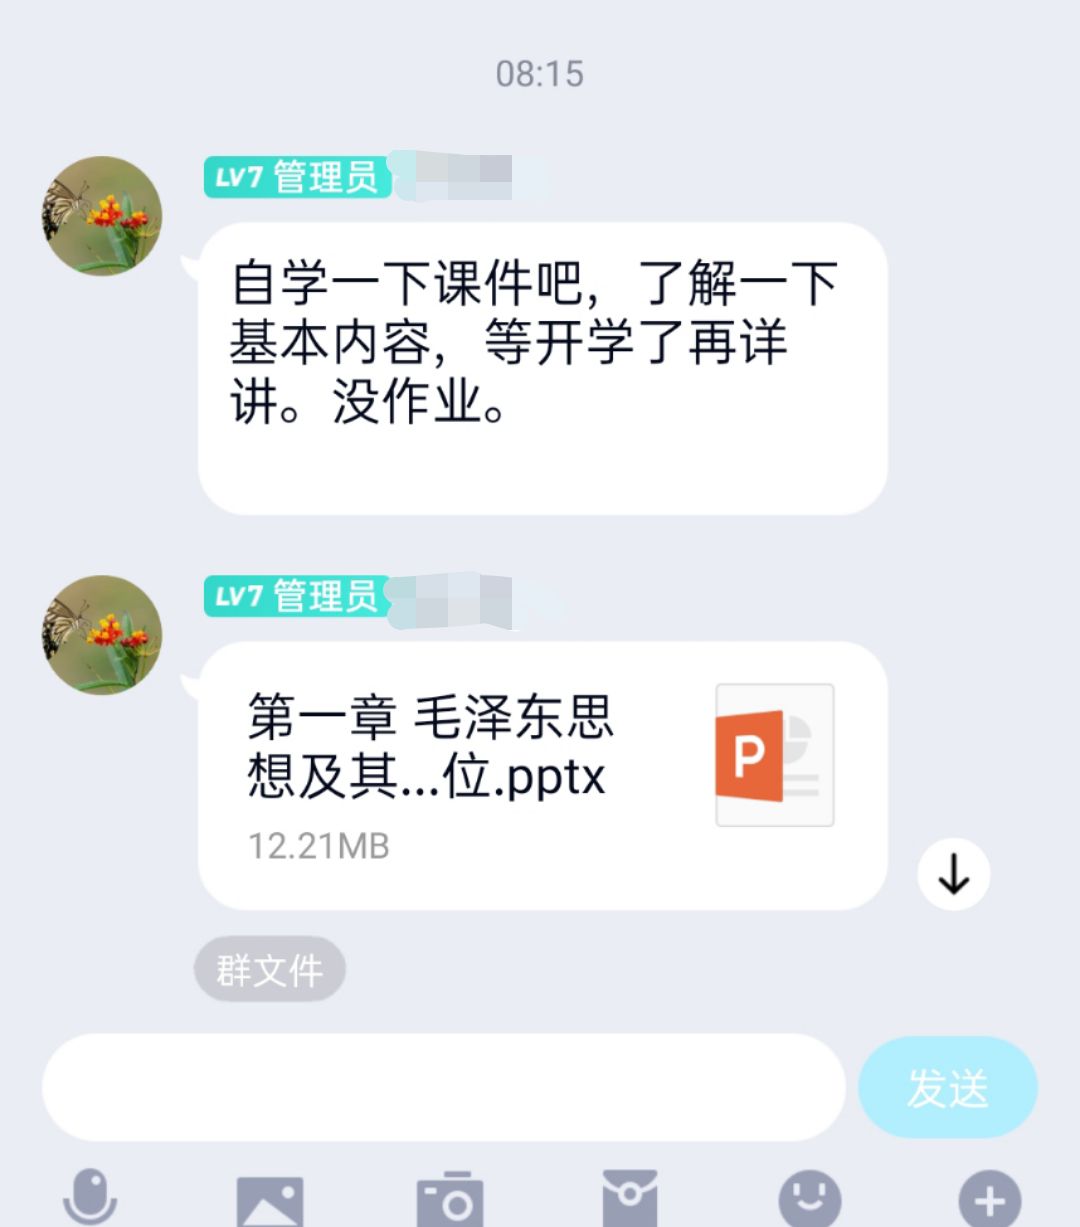 08:15
LV7 管理员
自学一下课件吧，了解一下
基本内容，等开学了再详
讲。没作业。
LV7 管理员
第一章 毛泽东思
想及其...位.pptx
P
12.21MB
群文件
发送